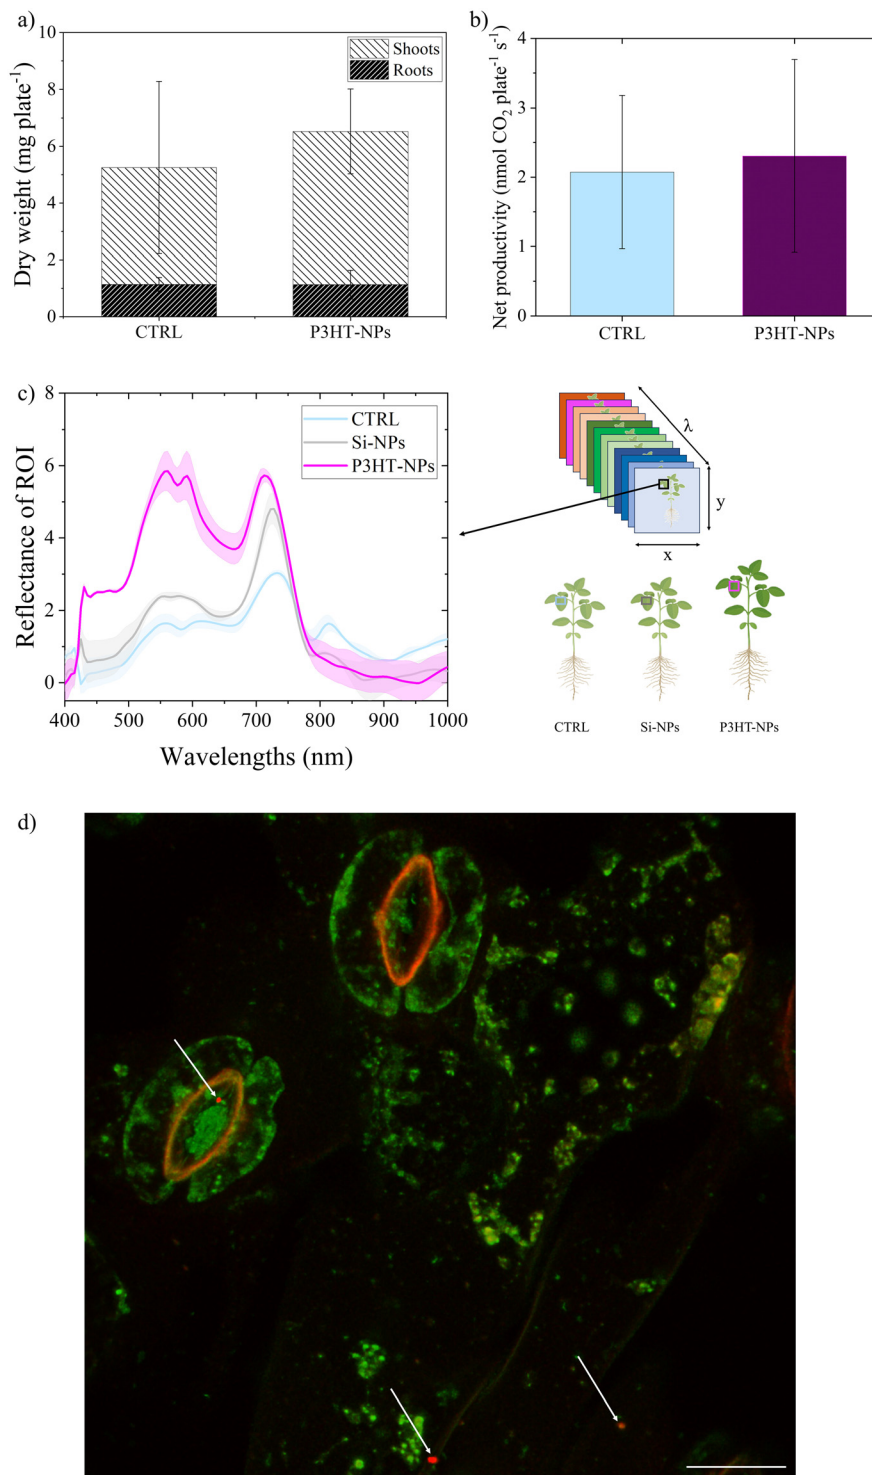 a)
Dry weight (mg plate⁻¹)
8
6
4
2
0
Shoots
Roots
CTRL
P3HT-NPs
b)
Net productivity (nmol CO₂ plate⁻¹ s⁻¹)
4
3
2
1
0
CTRL
P3HT-NPs
c)
Reflectance of ROI
8
6
4
2
0
CTRL
Si-NPs
P3HT-NPs
400 500 600 700 800 900 1000
Wavelengths (nm)
λ
y
x
CTRL
Si-NPs
P3HT-NPs
d)